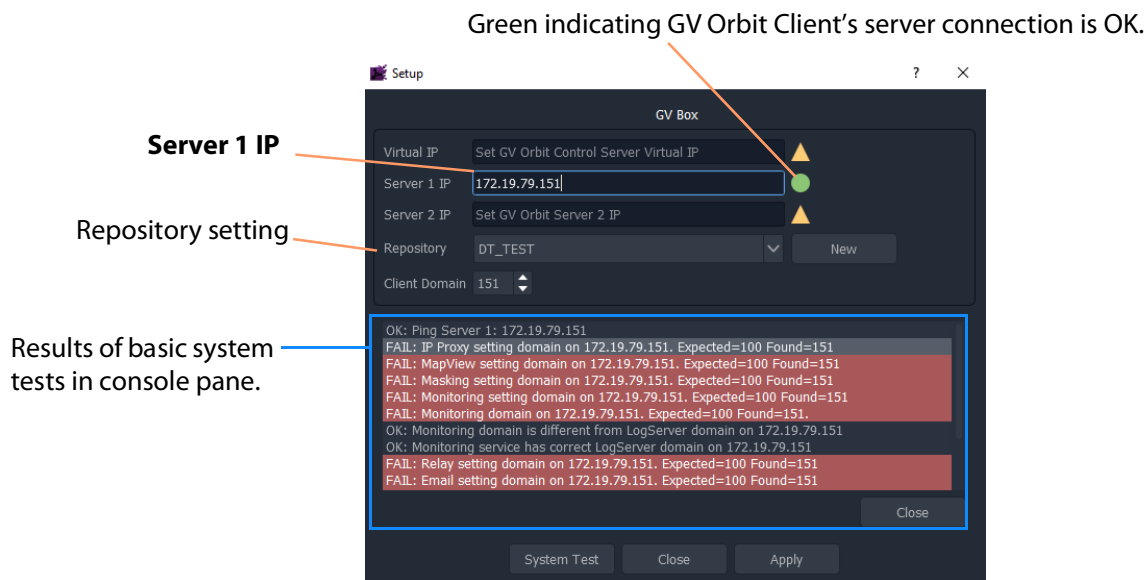 Green indicating GV Orbit Client's server connection is OK.
Setup ? ×
GV Box
Virtual IP Set GV Orbit Control Server Virtual IP
Server 1 IP
Server 1 IP 172.19.79.151
Server 2 IP Set GV Orbit Server 2 IP
Repository setting
Repository DT_TEST New
Client Domain 151
Results of basic system
tests in console pane.
OK: Ping Server 1: 172.19.79.151
FAIL: IP Proxy setting domain on 172.19.79.151. Expected=100 Found=151
FAIL: MapView setting domain on 172.19.79.151. Expected=100 Found=151
FAIL: Masking setting domain on 172.19.79.151. Expected=100 Found=151
FAIL: Monitoring setting domain on 172.19.79.151. Expected=100 Found=151
FAIL: Monitoring domain on 172.19.79.151. Expected=100 Found=151.
OK: Monitoring domain is different from LogServer domain on 172.19.79.151
OK: Monitoring service has correct LogServer domain on 172.19.79.151
FAIL: Relay setting domain on 172.19.79.151. Expected=100 Found=151
FAIL: Email setting domain on 172.19.79.151. Expected=100 Found=151
Close
System Test Close Apply